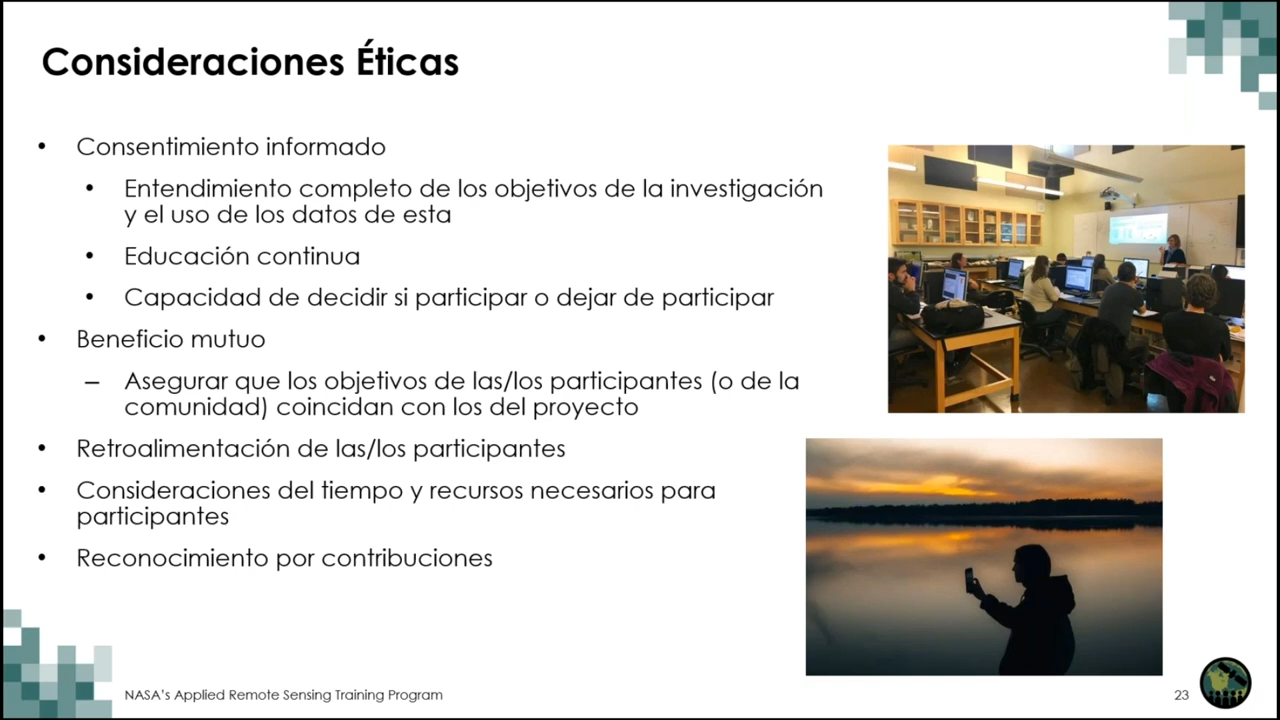 Consideraciones Éticas
• Consentimiento informado
• Entendimiento completo de los objetivos de la investigación
y el uso de los datos de esta
• Educación continua
• Capacidad de decidir si participar o dejar de participar
• Beneficio mutuo
– Asegurar que los objetivos de las/los participantes (o de la
comunidad) coincidan con los del proyecto
• Retroalimentación de las/los participantes
• Consideraciones del tiempo y recursos necesarios para
participantes
• Reconocimiento por contribuciones
NASA's Applied Remote Sensing Training Program
23